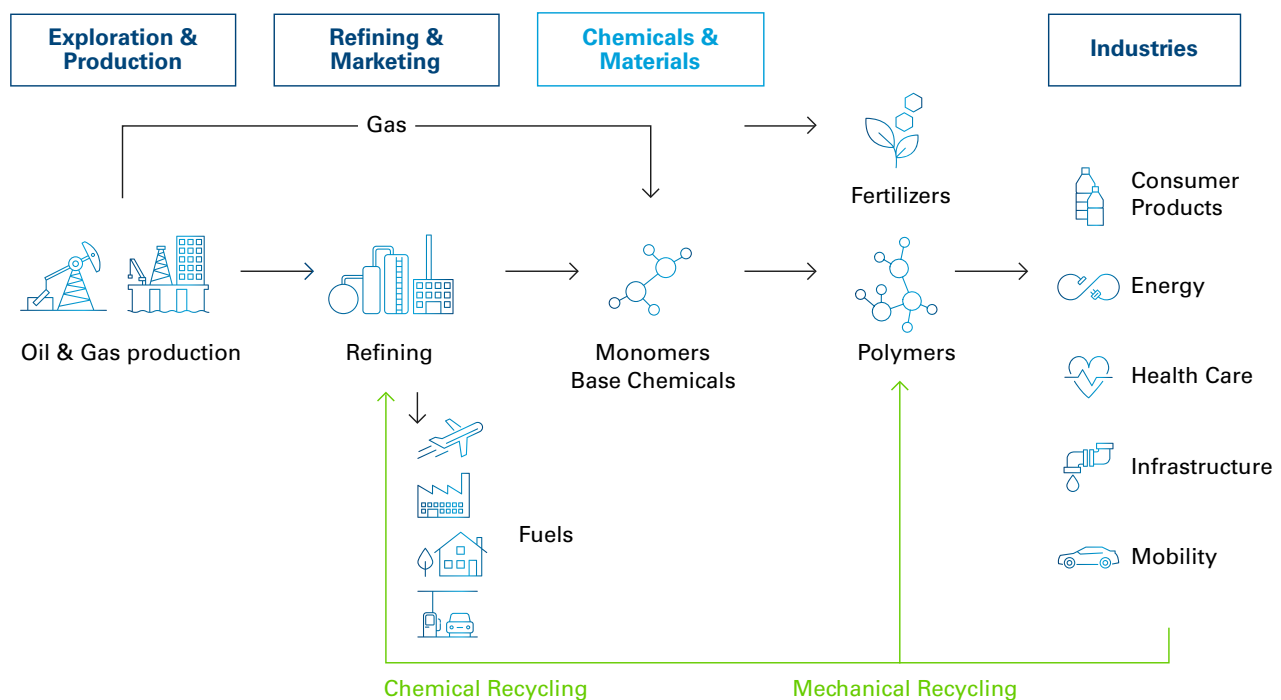 Exploration &
Production
Refining &
Marketing
Chemicals &
Materials
Industries
Gas
Fertilizers
Consumer
Products
Energy
Oil & Gas production
Refining
Monomers
Base Chemicals
Polymers
Health Care
Infrastructure
Fuels
Mobility
Chemical Recycling
Mechanical Recycling